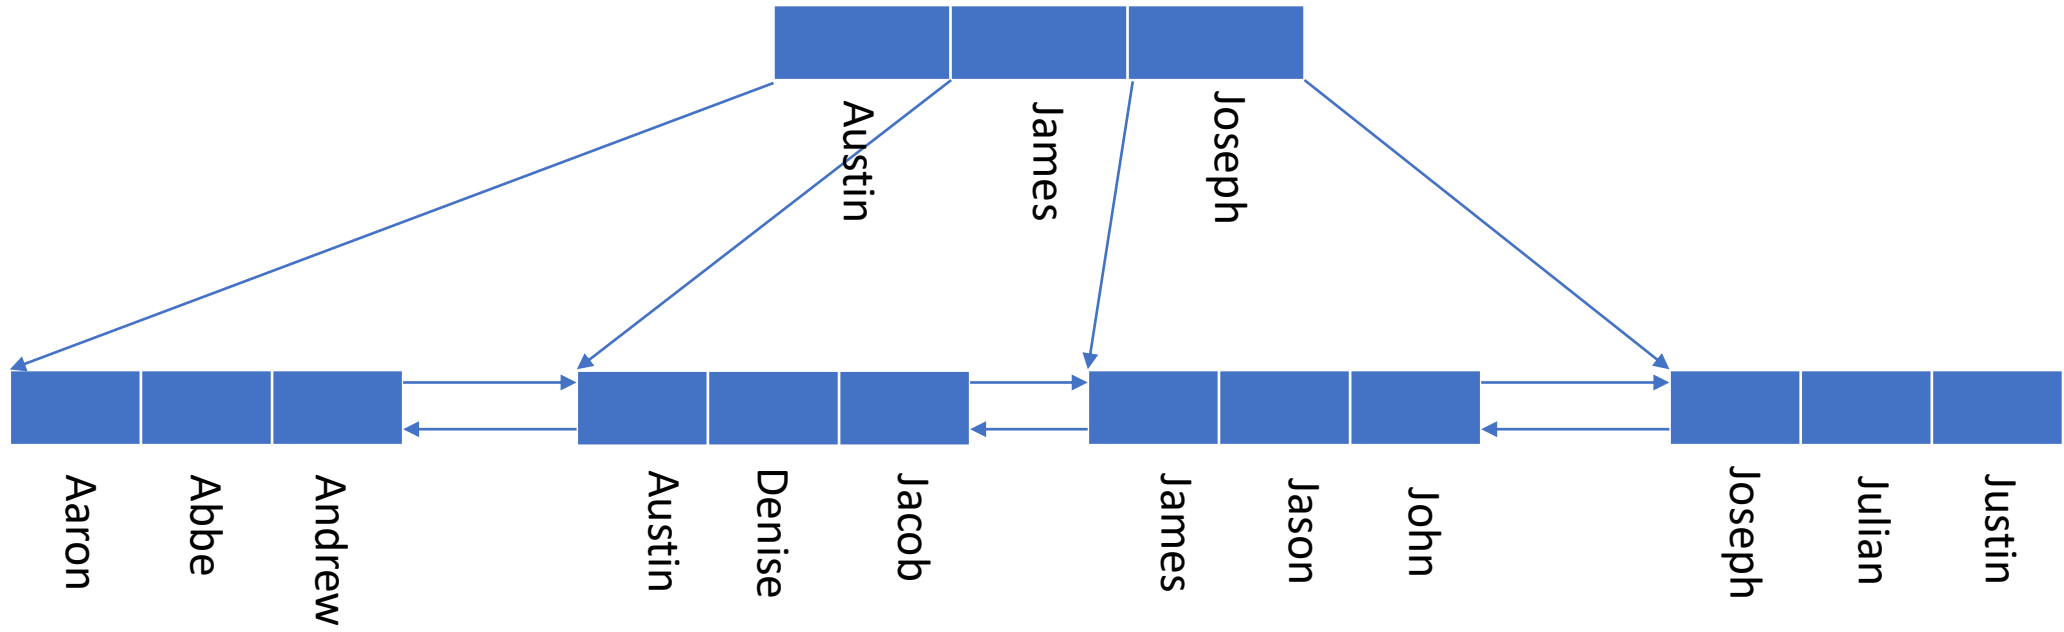 Austin
James
Joseph
Aaron
Abbe
Andrew
Austin
Denise
Jacob
James
Jason
John
Joseph
Julian
Justin